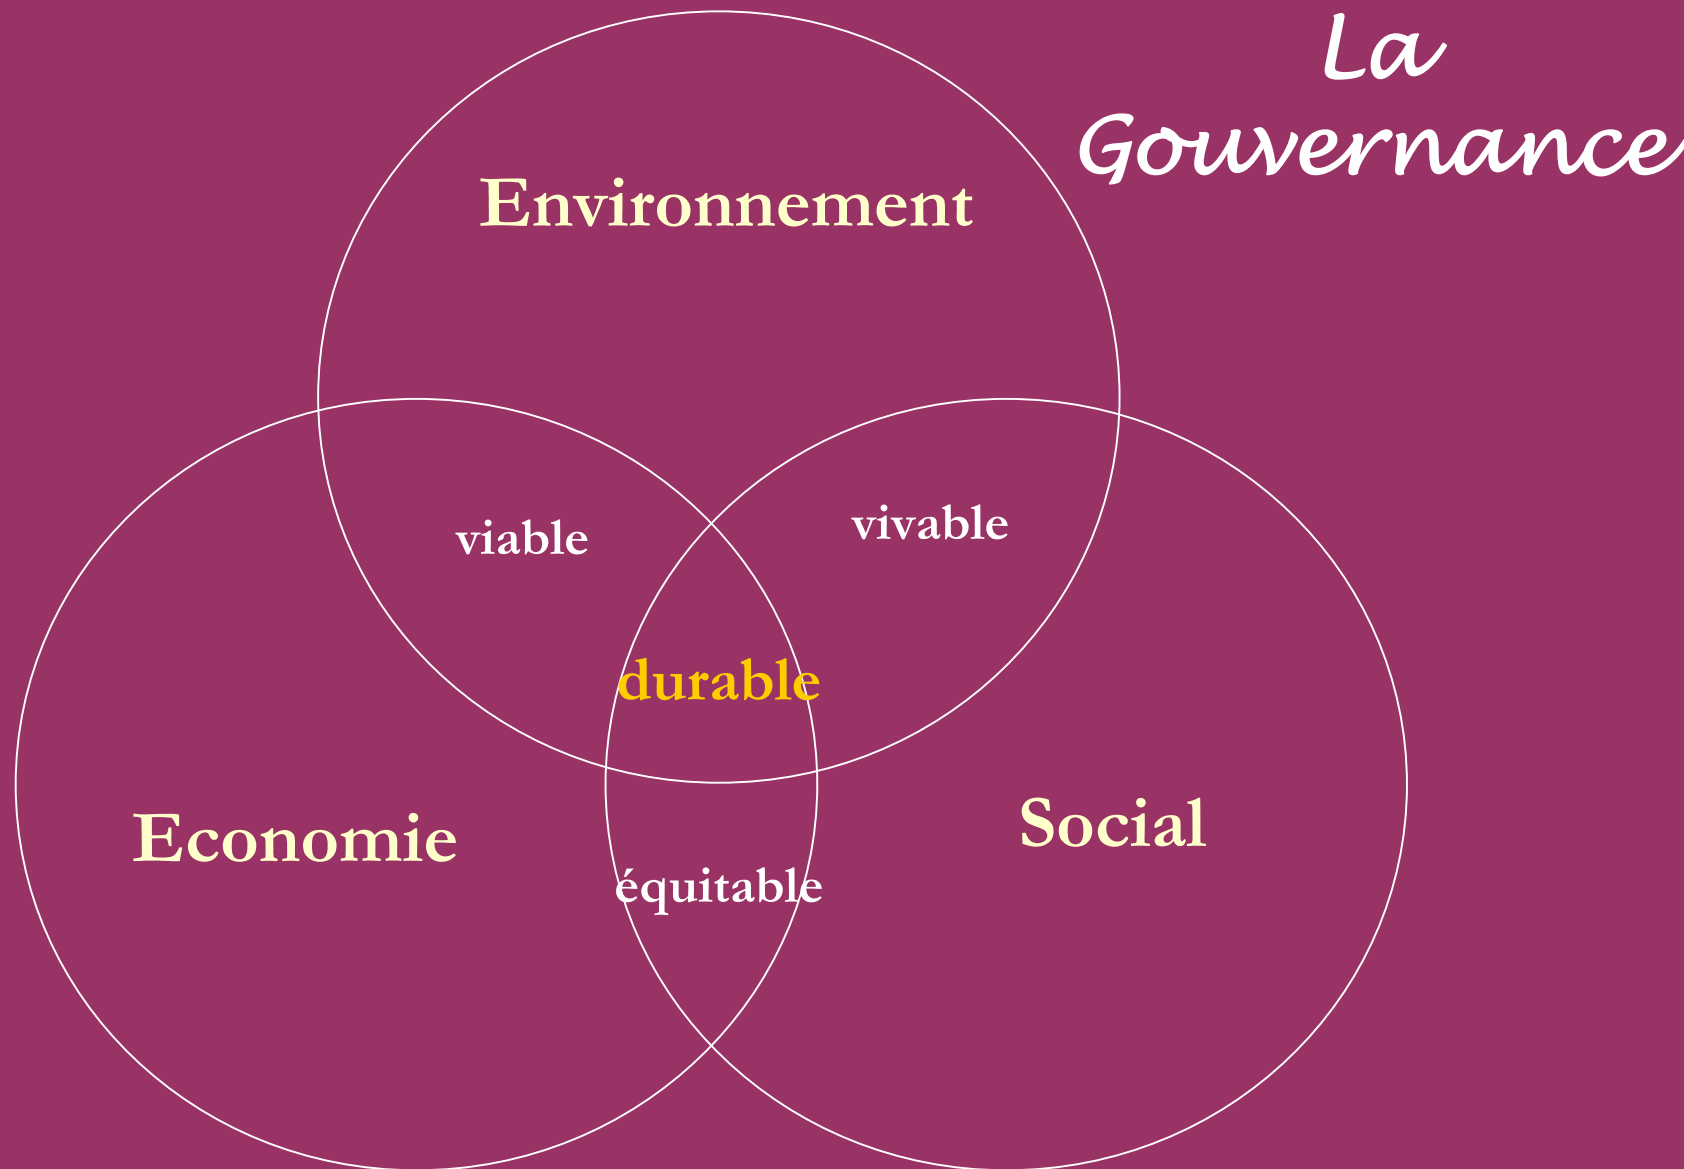 La
Gouvernance
Environnement
viable
vivable
durable
Economie
Social
équitable